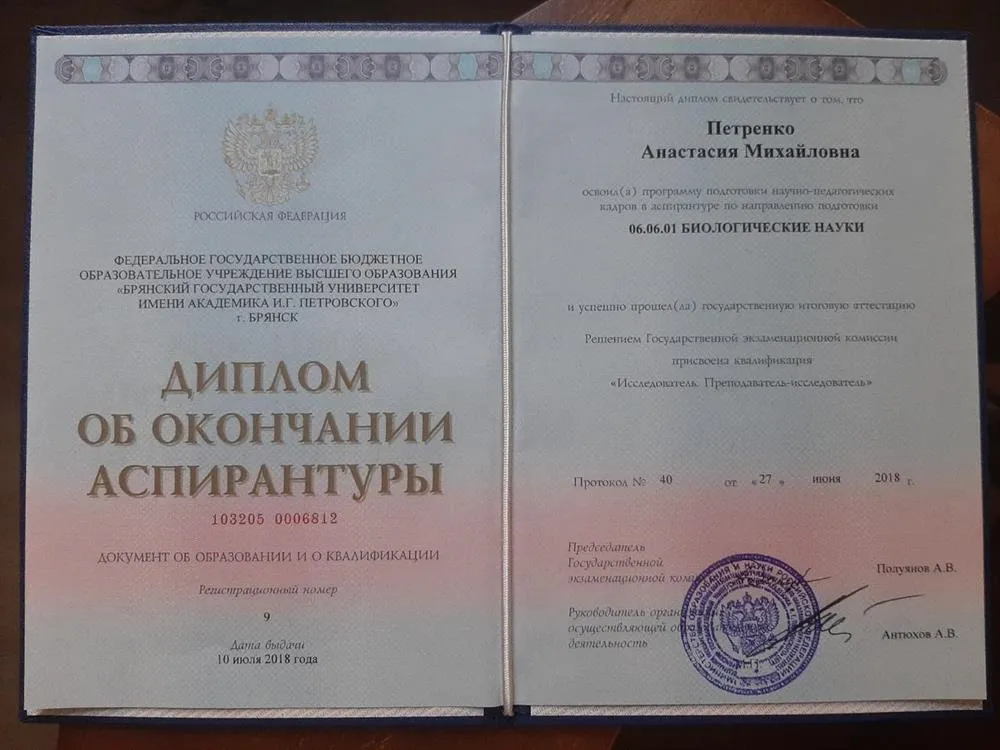 РОССИЙСКАЯ ФЕДЕРАЦИЯ
ФЕДЕРАЛЬНОЕ ГОСУДАРСТВЕННОЕ БЮДЖЕТНОЕ
ОБРАЗОВАТЕЛЬНОЕ УЧРЕЖДЕНИЕ ВЫСШЕГО ОБРАЗОВАНИЯ
«БРЯНСКИЙ ГОСУДАРСТВЕННЫЙ УНИВЕРСИТЕТ
ИМЕНИ АКАДЕМИКА И.Г. ПЕТРОВСКОГО»
г. БРЯНСК
ДИПЛОМ
ОБ ОКОНЧАНИИ
АСПИРАНТУРЫ
103205 0006812
ДОКУМЕНТ ОБ ОБРАЗОВАНИИ И О КВАЛИФИКАЦИИ
Регистрационный номер
9
Дата выдачи
10 июля 2018 года
Настоящий диплом свидетельствует о том, что
Петренко
Анастасия Михайловна
освоил(а) программу подготовки научно-педагогических
кадров в аспирантуре по направлению подготовки
06.06.01 БИОЛОГИЧЕСКИЕ НАУКИ
и успешно прошел(ла) государственную итоговую аттестацию
Решением Государственной экзаменационной комиссии
присвоена квалификация
«Исследователь. Преподаватель-исследователь»
Протокол № 40 от «27» июня 2018 г.
Председатель
Государственной
экзаменационной
Полуянов А.В.
Руководитель
осуществляющей
деятельность
Антюхов А.В.